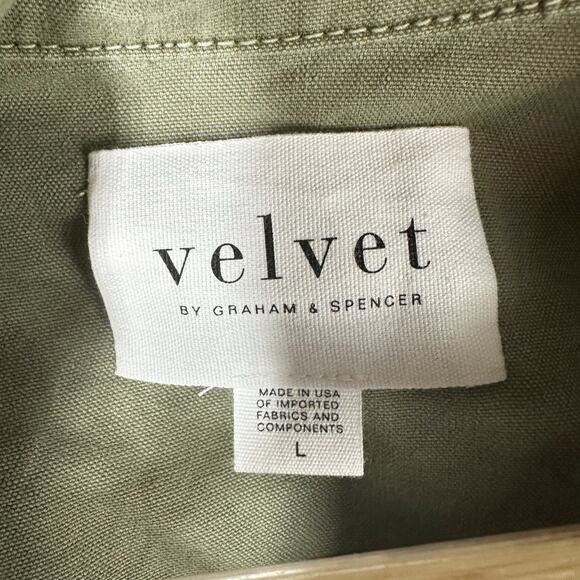 velvet
BY GRAHAM & SPENCER
MADE IN USA
OF IMPORTED
FABRICS AND
COMPONENTS
L